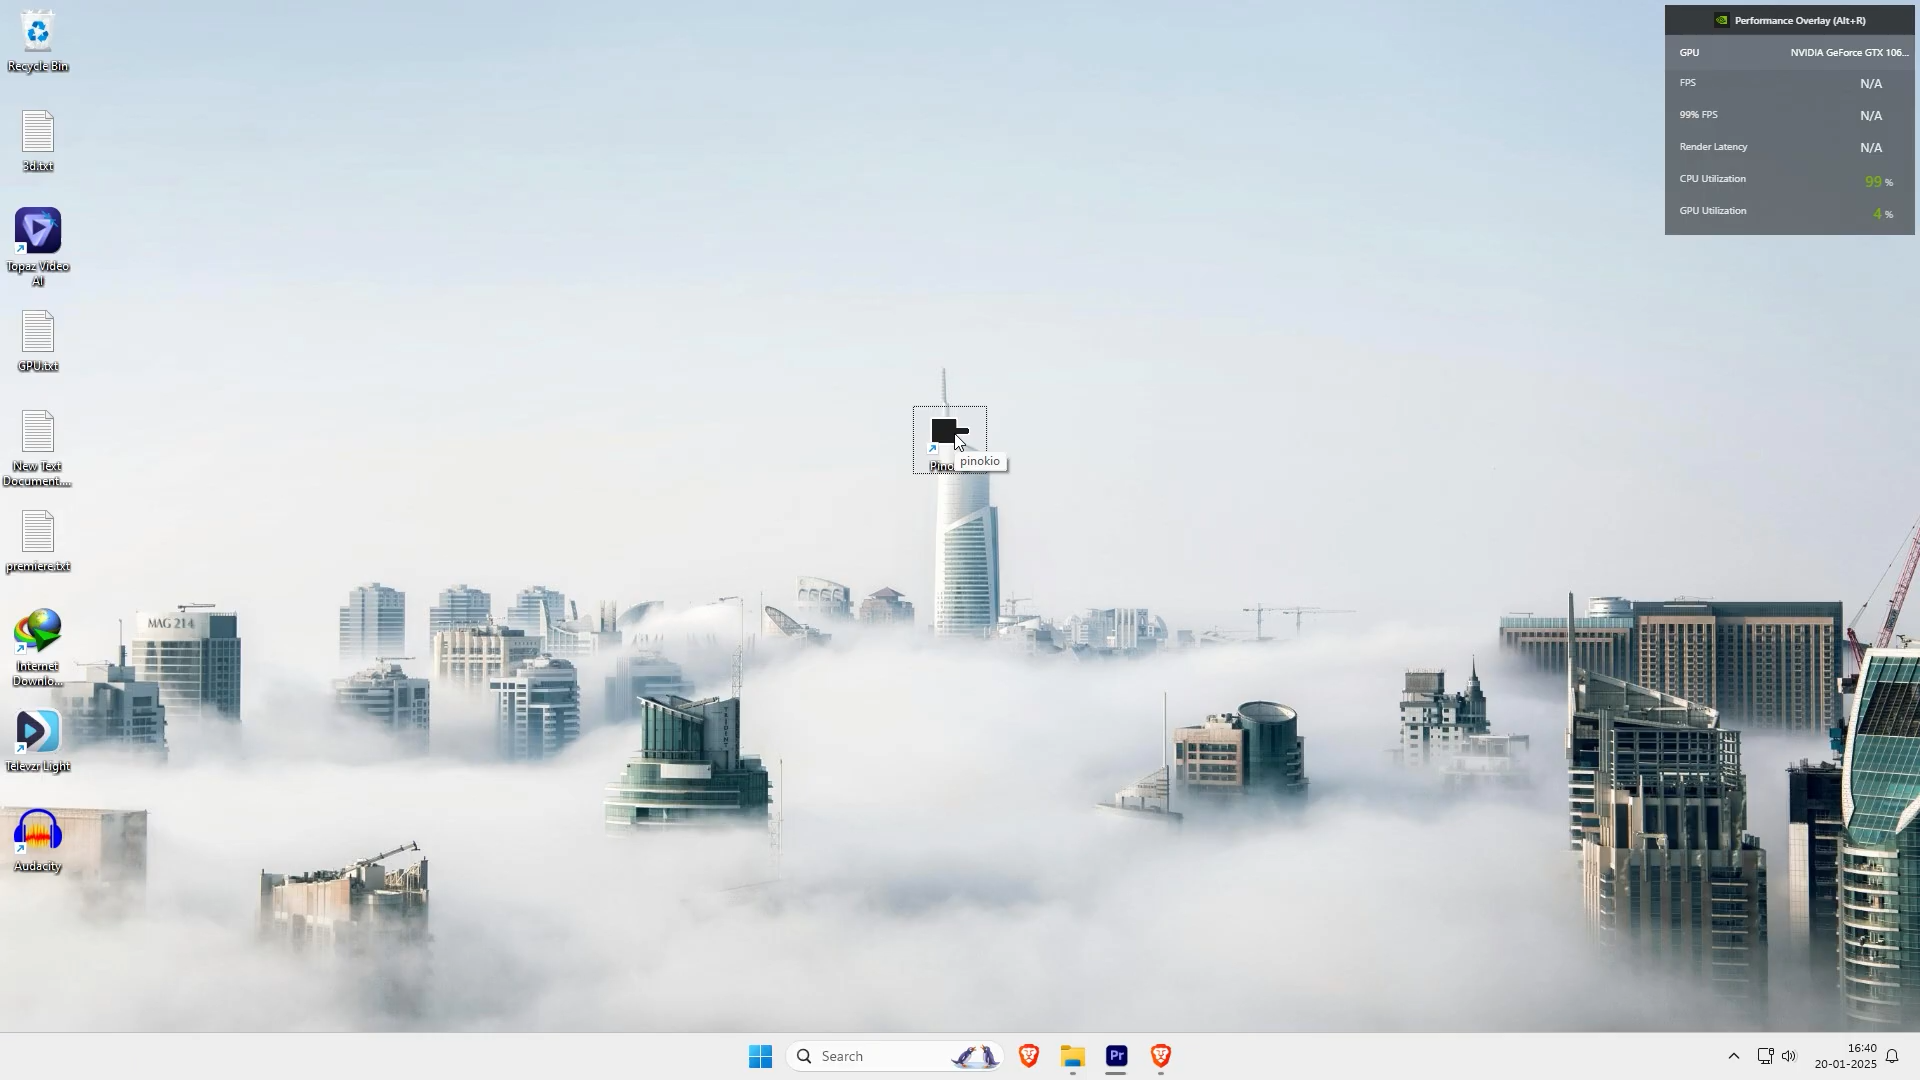 Recycle Bin
3d.txt
Topaz Video
AI
GPU.txt
New Text
Document....
premiere.txt
Internet
Downlo...
Televzr Light
Audacity
MAG 214
pinokio
Performance Overlay (Alt+R)
GPU NVIDIA GeForce GTX 106...
FPS N/A
99% FPS N/A
Render Latency N/A
CPU Utilization 99 %
GPU Utilization 4 %
Search
Pr
16:40
20-01-2025